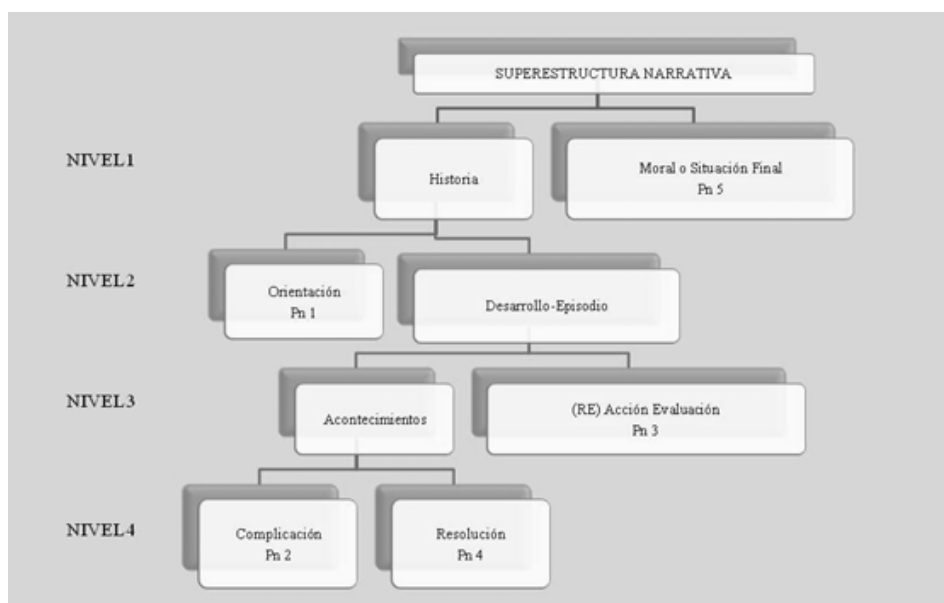 SUPERESTRUCTURA NARRATIVA
NIVEL1
Historia
Moral o Situación Final
Pn 5
NIVEL2
Orientación
Pn 1
Desarrollo-Episodio
NIVEL3
Acontecimientos
(RE) Acción Evaluación
Pn 3
NIVEL4
Complicación
Pn 2
Resolución
Pn 4